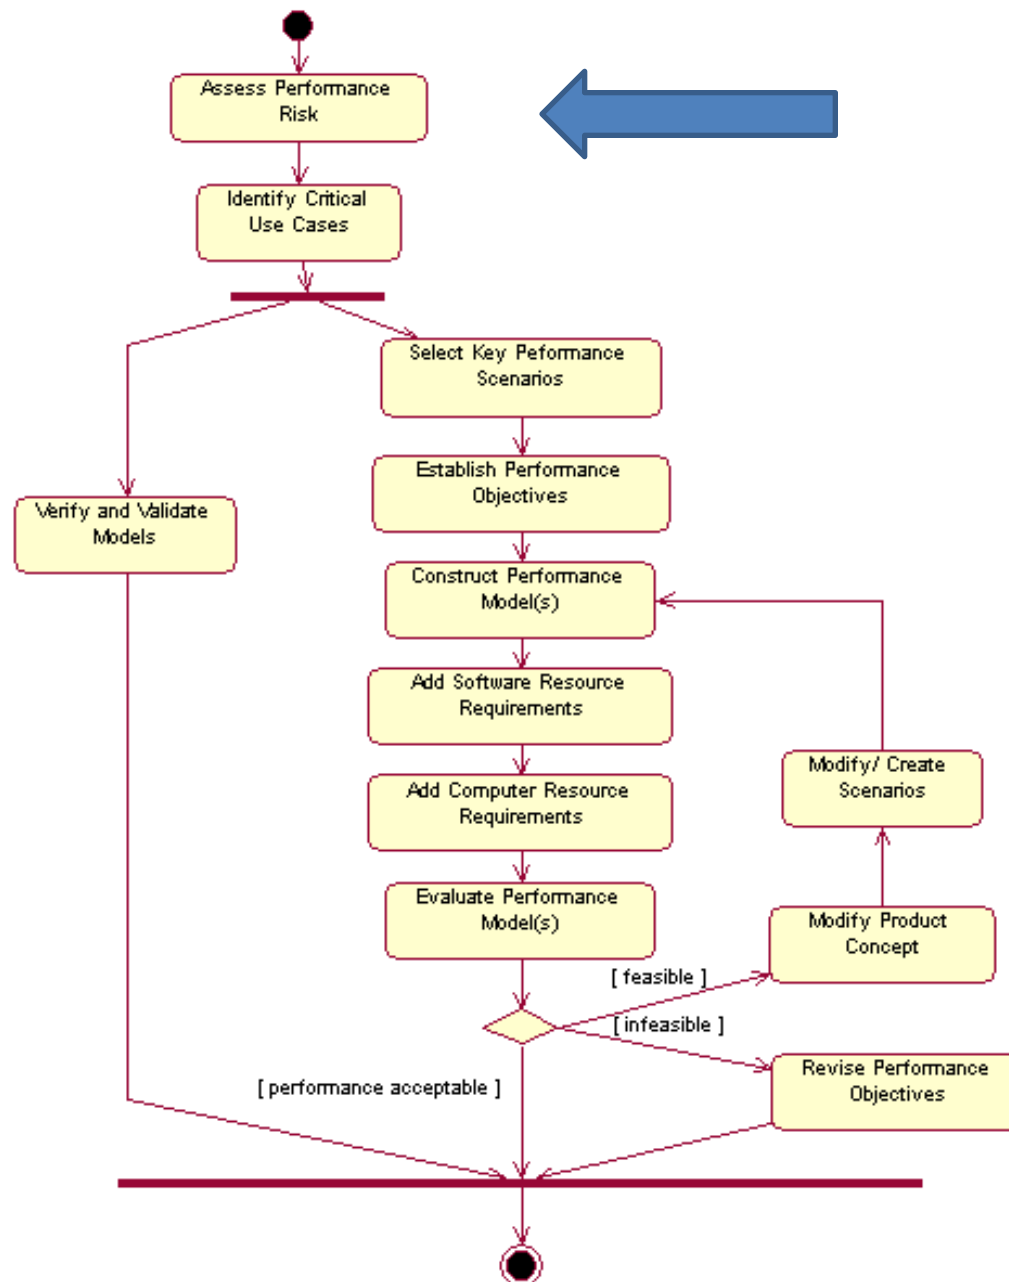 Assess Performance
Risk
Identify Critical
Use Cases
Select Key Peformance
Scenarios
Establish Performance
Objectives
Verify and Validate
Models
Construct Performance
Model(s)
Add Software Resource
Requirements
Modify/ Create
Scenarios
Add Computer Resource
Requirements
Evaluate Performance
Model(s)
Modify Product
Concept
[ feasible ]
[ infeasible ]
Revise Performance
Objectives
[ performance acceptable ]